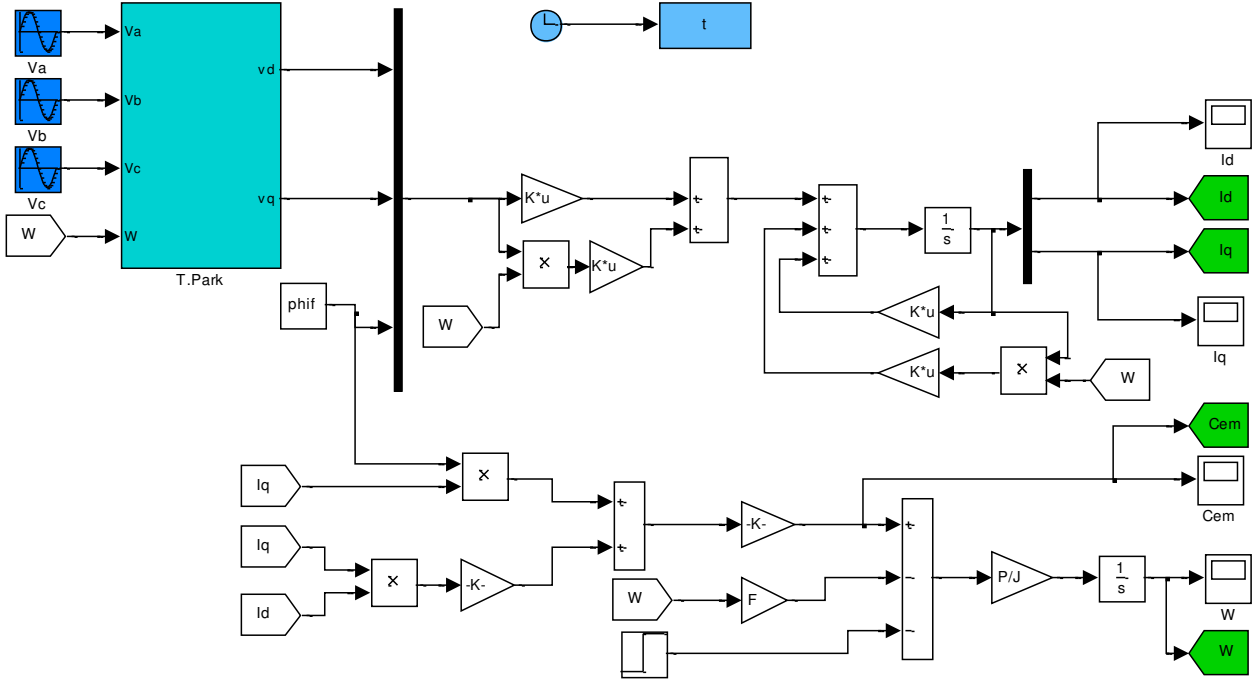 t
Va
Va
vd
Vb
Vb
Id
Vc
Vc
vq
K*u
+
+
+
+
+
1
s
Id
W
W
×
K*u
Iq
T.Park
phif
W
K*u
Iq
K*u
×
W
Cem
Iq
×
+
+
-K-
+
Cem
Iq
×
-K-
W
F
-
P/J
1
s
W
Id
-
W